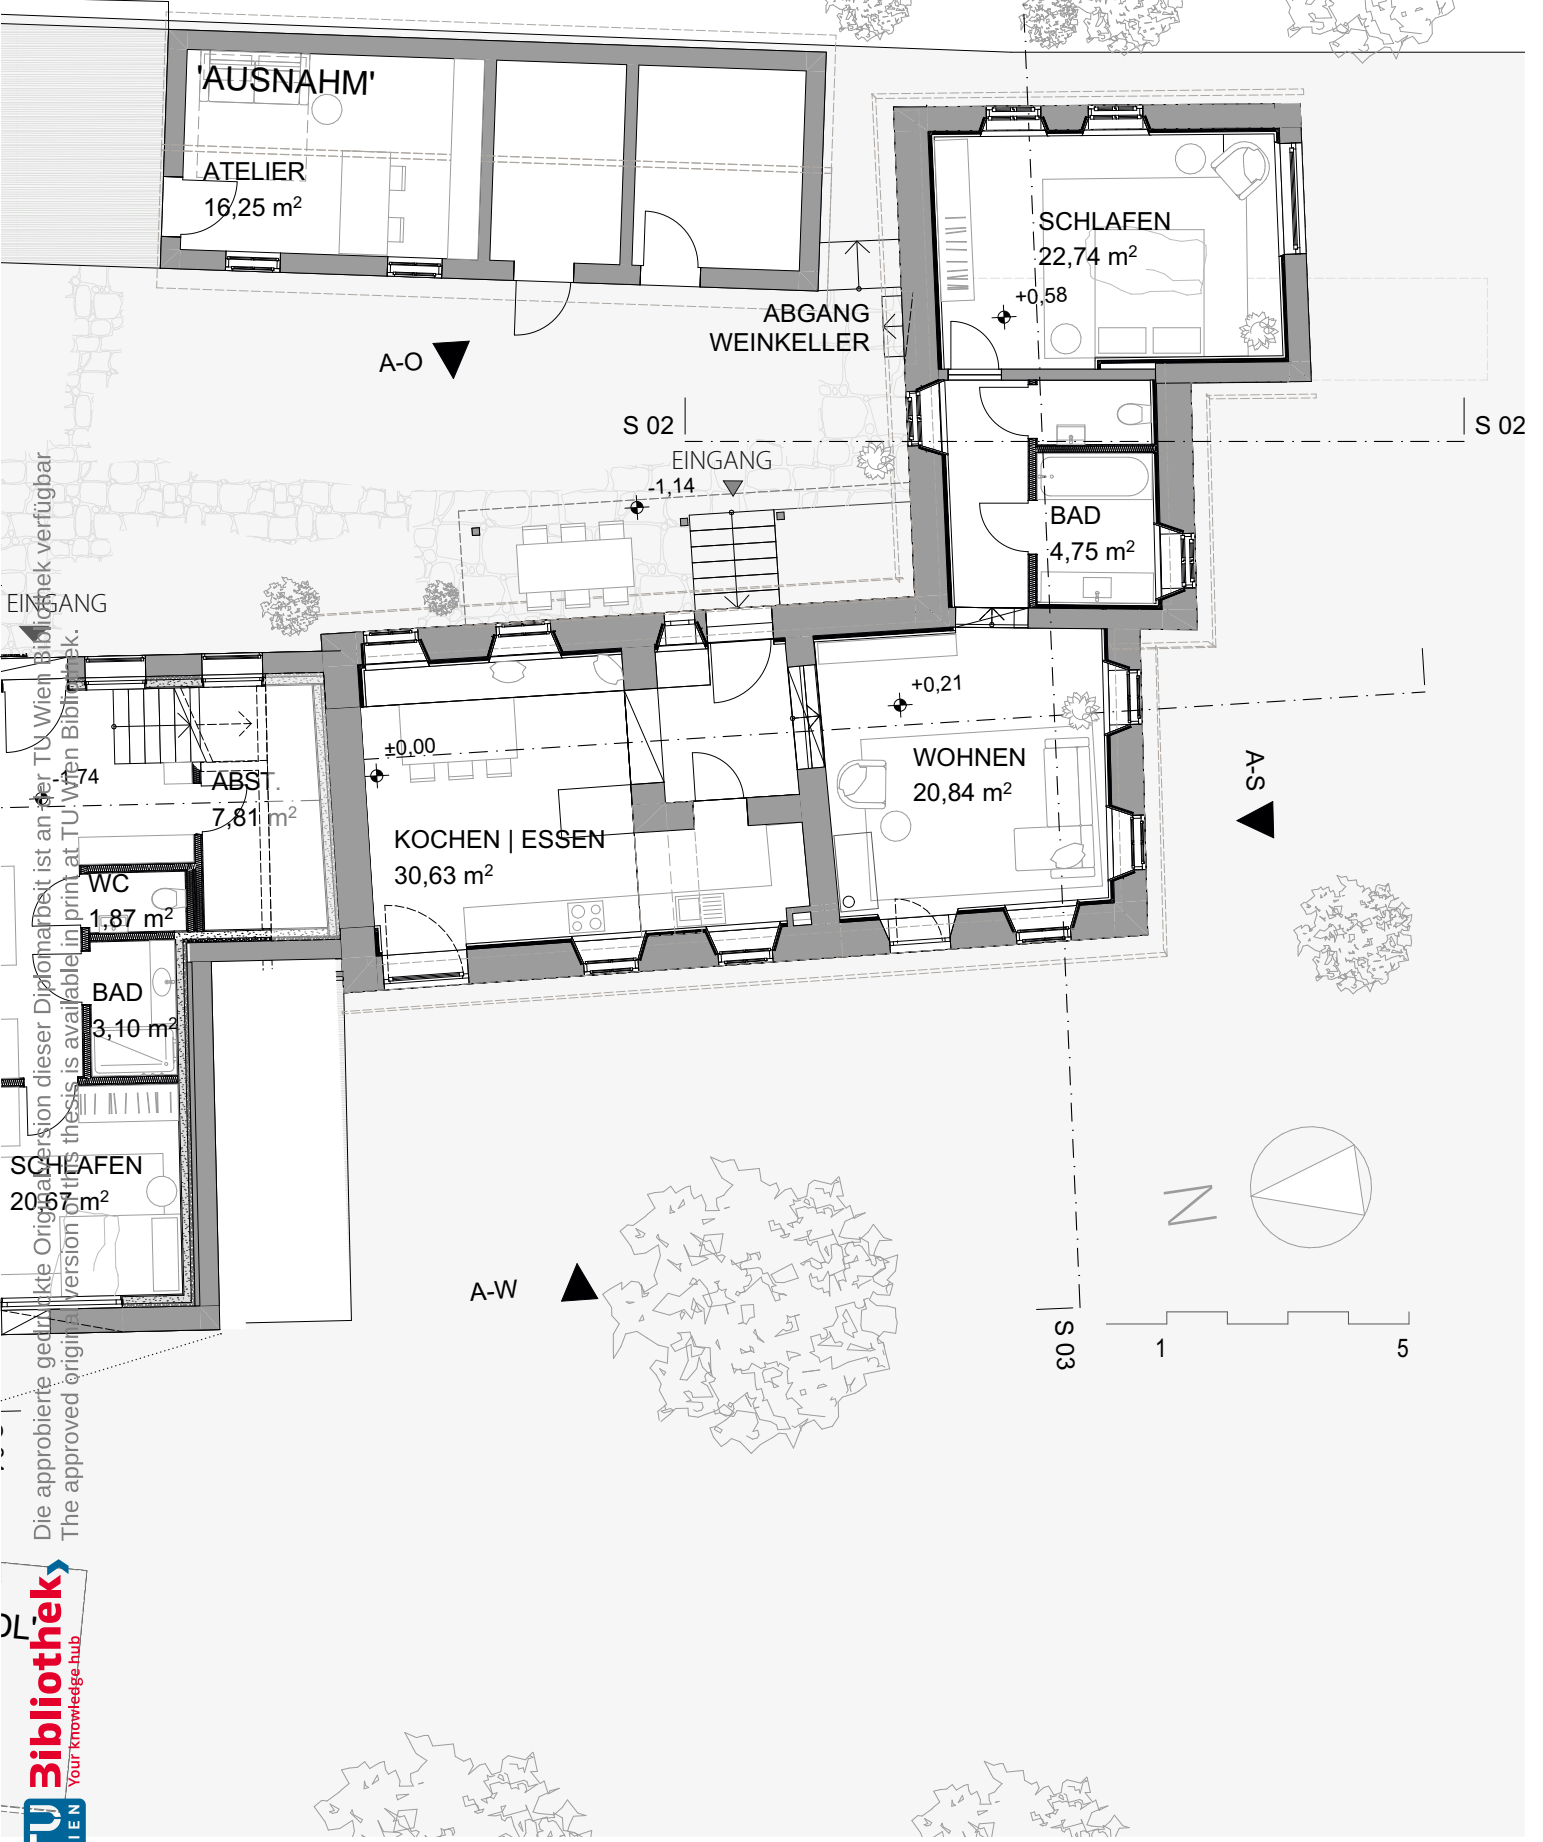 'AUSNAHM'
ATELIER
16,25 m²
SCHLAFEN
22,74 m²
+0,58
ABGANG
WEINKELLER
A-O
S 02
S 02
EINGANG
-1,14
BAD
4,75 m²
EINGANG
+0,21
WOHNEN
20,84 m²
±0,00
KOCHEN | ESSEN
30,63 m²
A-S
-1,74
ABST.
7,81 m²
WC
1,87 m²
BAD
3,10 m²
SCHLAFEN
20,67 m²
N
A-W
S 03
1
5
Die approbierte gedruckte Originalversion dieser Diplomarbeit ist an der TU Wien Bibliothek verfügbar
The approved original version of this thesis is available in print at TU Wien Bibliothek.
Bibliothek
Your knowledge hub
TU